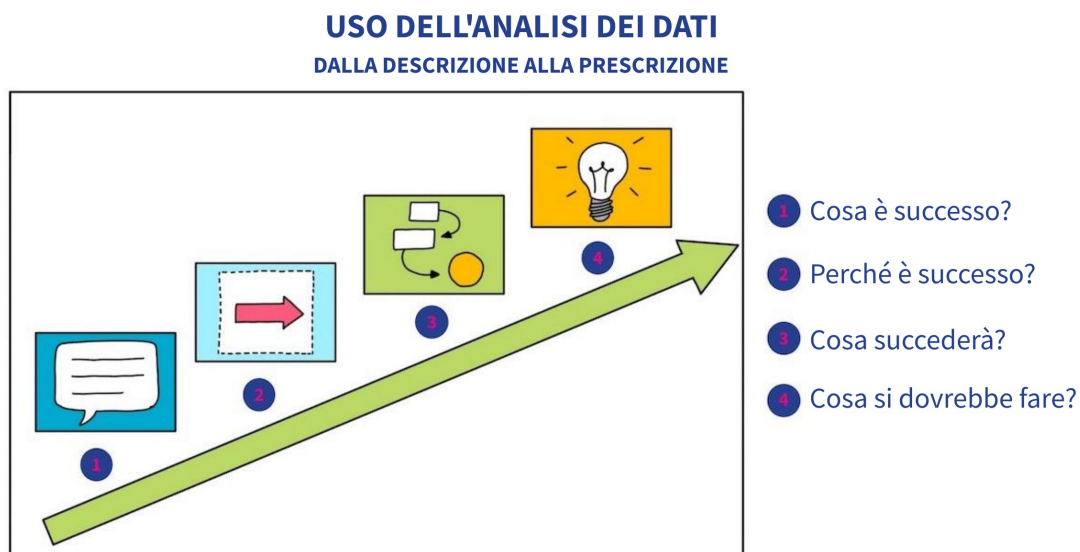 USO DELL'ANALISI DEI DATI
DALLA DESCRIZIONE ALLA PRESCRIZIONE
4
3
2
1
1 Cosa è successo?
2 Perché è successo?
3 Cosa succederà?
4 Cosa si dovrebbe fare?